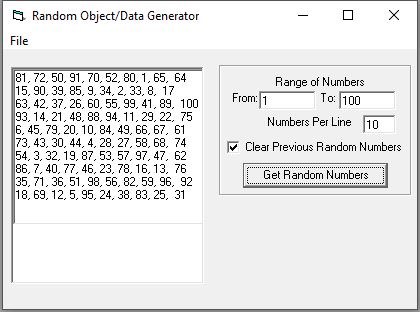 Random Object/Data Generator
File
81, 72, 50, 91, 70, 52, 80, 1, 65,  64
15, 90, 39, 85, 9, 34, 2, 33, 8,  17
63, 42, 37, 26, 60, 55, 99, 41, 89,  100
93, 14, 21, 48, 88, 94, 11, 29, 22,  75
6, 45, 79, 20, 10, 84, 49, 66, 67,  61
73, 43, 30, 44, 4, 28, 27, 58, 68,  74
54, 3, 32, 19, 87, 53, 57, 97, 47,  62
86, 7, 40, 77, 46, 23, 78, 16, 13,  76
35, 71, 36, 51, 98, 56, 82, 59, 96,  92
18, 69, 12, 5, 95, 24, 38, 83, 25,  31
Range of Numbers
From: 1 To: 100
Numbers Per Line 10
Clear Previous Random Numbers
Get Random Numbers